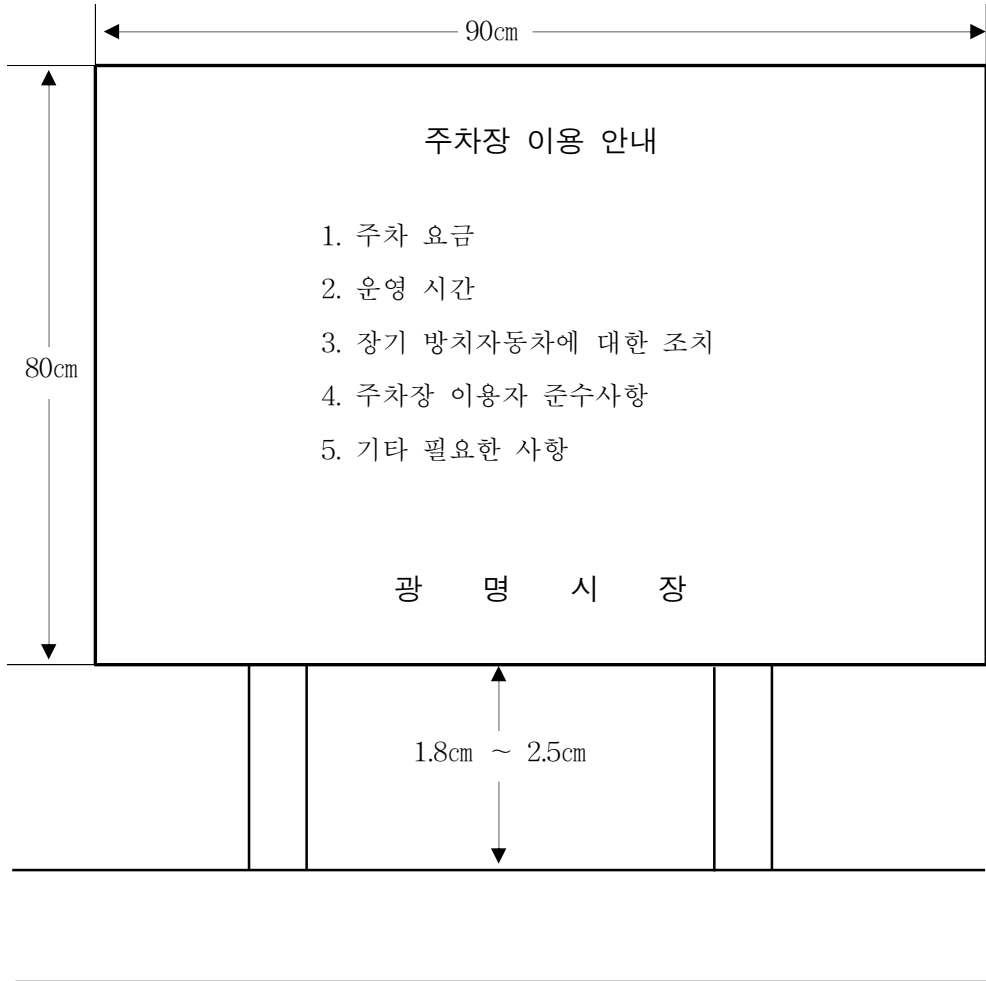 90㎝
주차장 이용 안내
1. 주차 요금
2. 운영 시간
3. 장기 방치자동차에 대한 조치
80㎝
4. 주차장 이용자 준수사항
5. 기타 필요한 사항
광 명 시 장
1.8㎝ ~ 2.5㎝